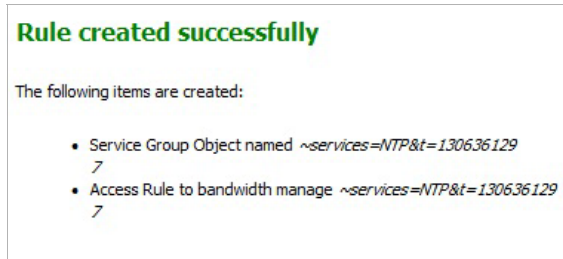 Rule created successfully
The following items are created:
• Service Group Object named ~services=NTP&t=130636129
7
• Access Rule to bandwidth manage ~services=NTP&t=130636129
7